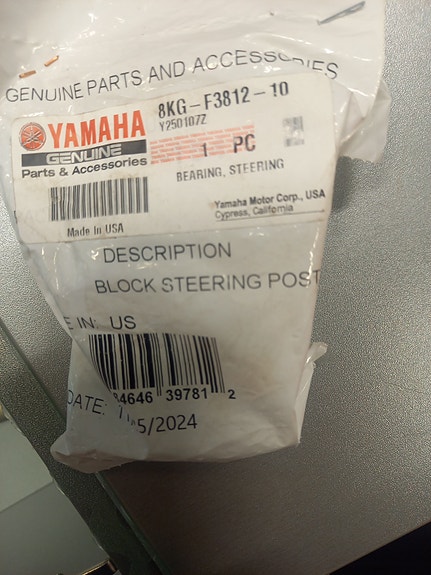 GENUINE PARTS AND ACCESSORIES
8KG-F3812-10
Y250107Z
YAMAHA
1 PC
GENUINE
Parts & Accessories
BEARING, STEERING
Yamaha Motor Corp., USA
Cypress, California
Made In USA
DESCRIPTION
BLOCK STEERING POST
E IN: US
4646 39781 2
DATE: 5/2024